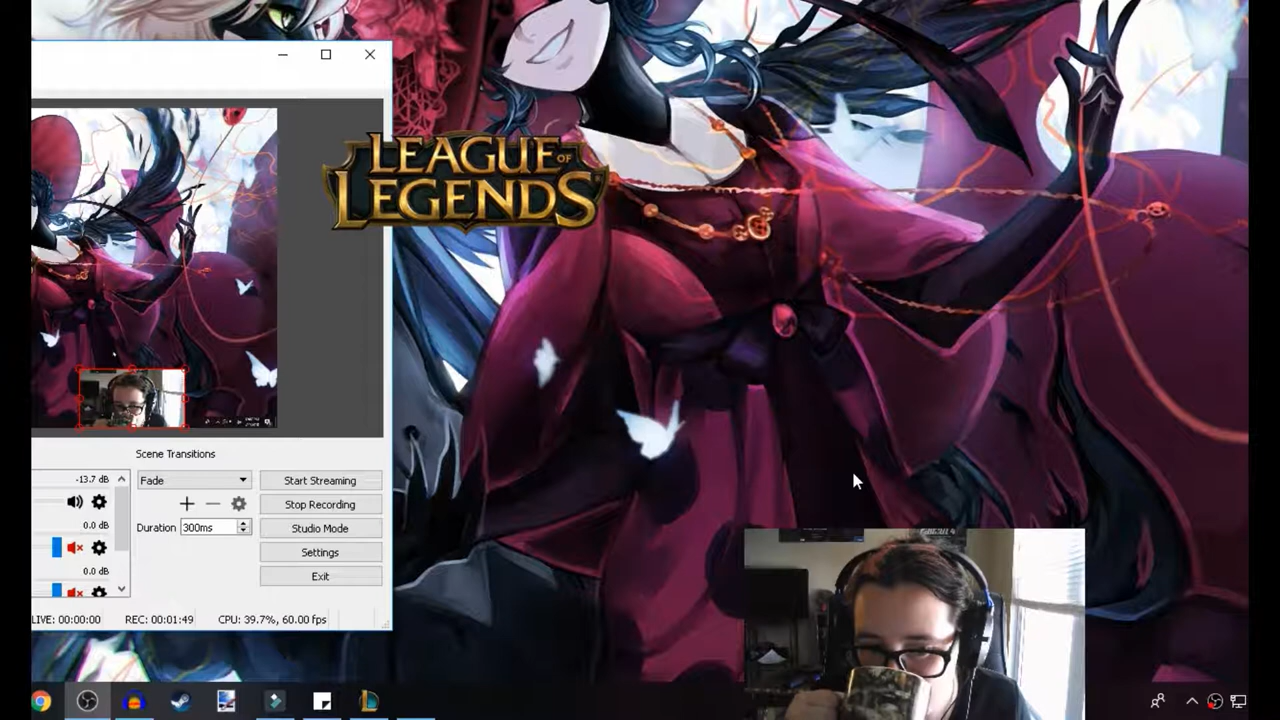 LEAGUE OF
LEGENDS
Scene Transitions
-13.7 dB
Fade
Start Streaming
Stop Recording
0.0 dB
Duration 300ms
Studio Mode
Settings
0.0 dB
Exit
LIVE: 00:00:00 REC: 00:01:49 CPU: 39.7%, 60.00 fps